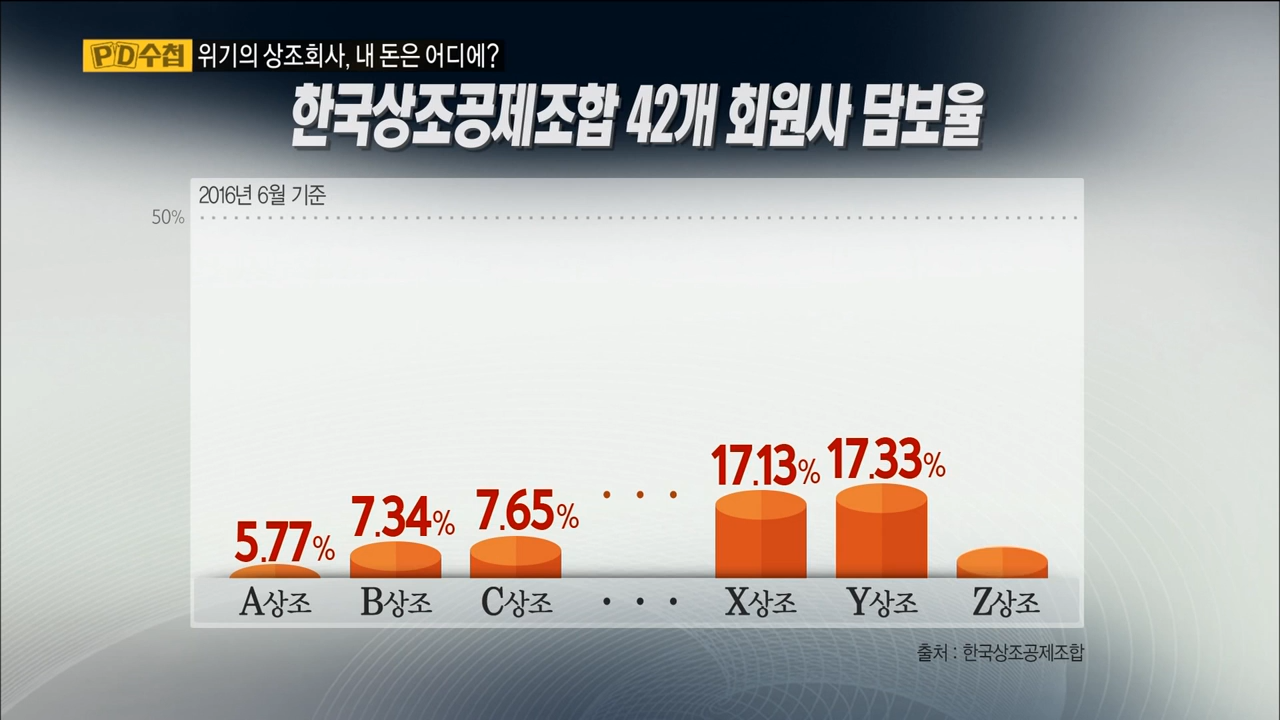 PD수첩 위기의 상조회사, 내 돈은 어디에?
한국상조공제조합 42개 회원사 담보율
2016년 6월 기준
50%
5.77% 7.34% 7.65% · · · 17.13% 17.33%
A상조 B상조 C상조 · · · X상조 Y상조 Z상조
출처 : 한국상조공제조합